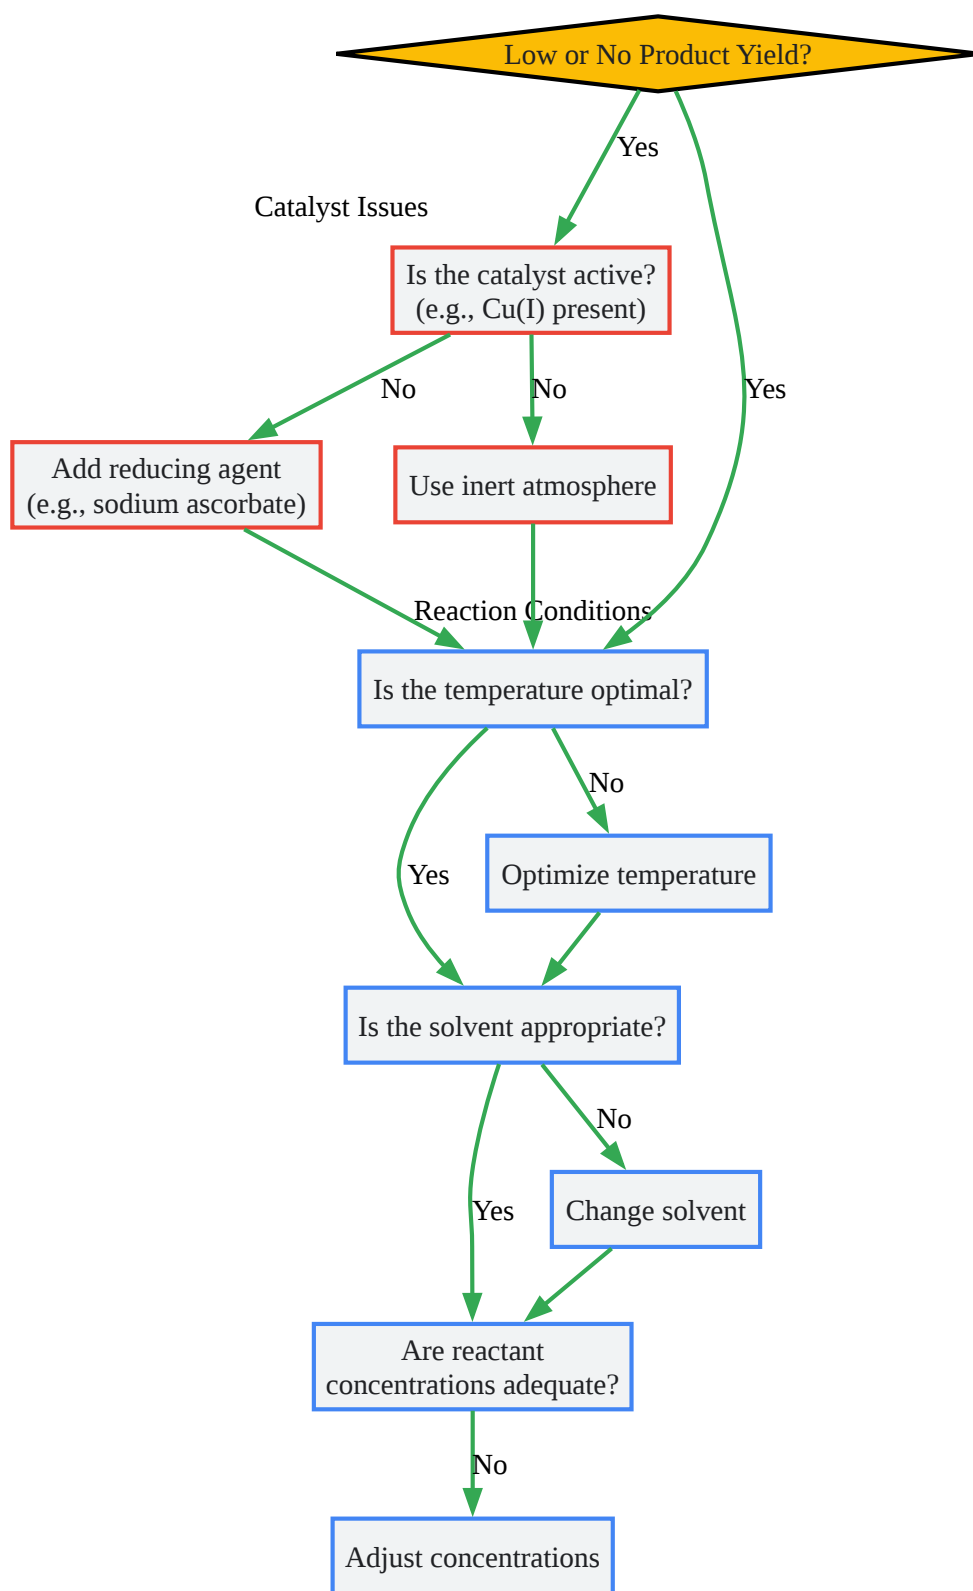 Low or No Product Yield?
Yes
Catalyst Issues
Is the catalyst active?
(e.g., Cu(I) present)
No
No
Yes
Add reducing agent
(e.g., sodium ascorbate)
Use inert atmosphere
Reaction Conditions
Is the temperature optimal?
No
Yes
Optimize temperature
Is the solvent appropriate?
No
Yes
Change solvent
Are reactant
concentrations adequate?
No
Adjust concentrations